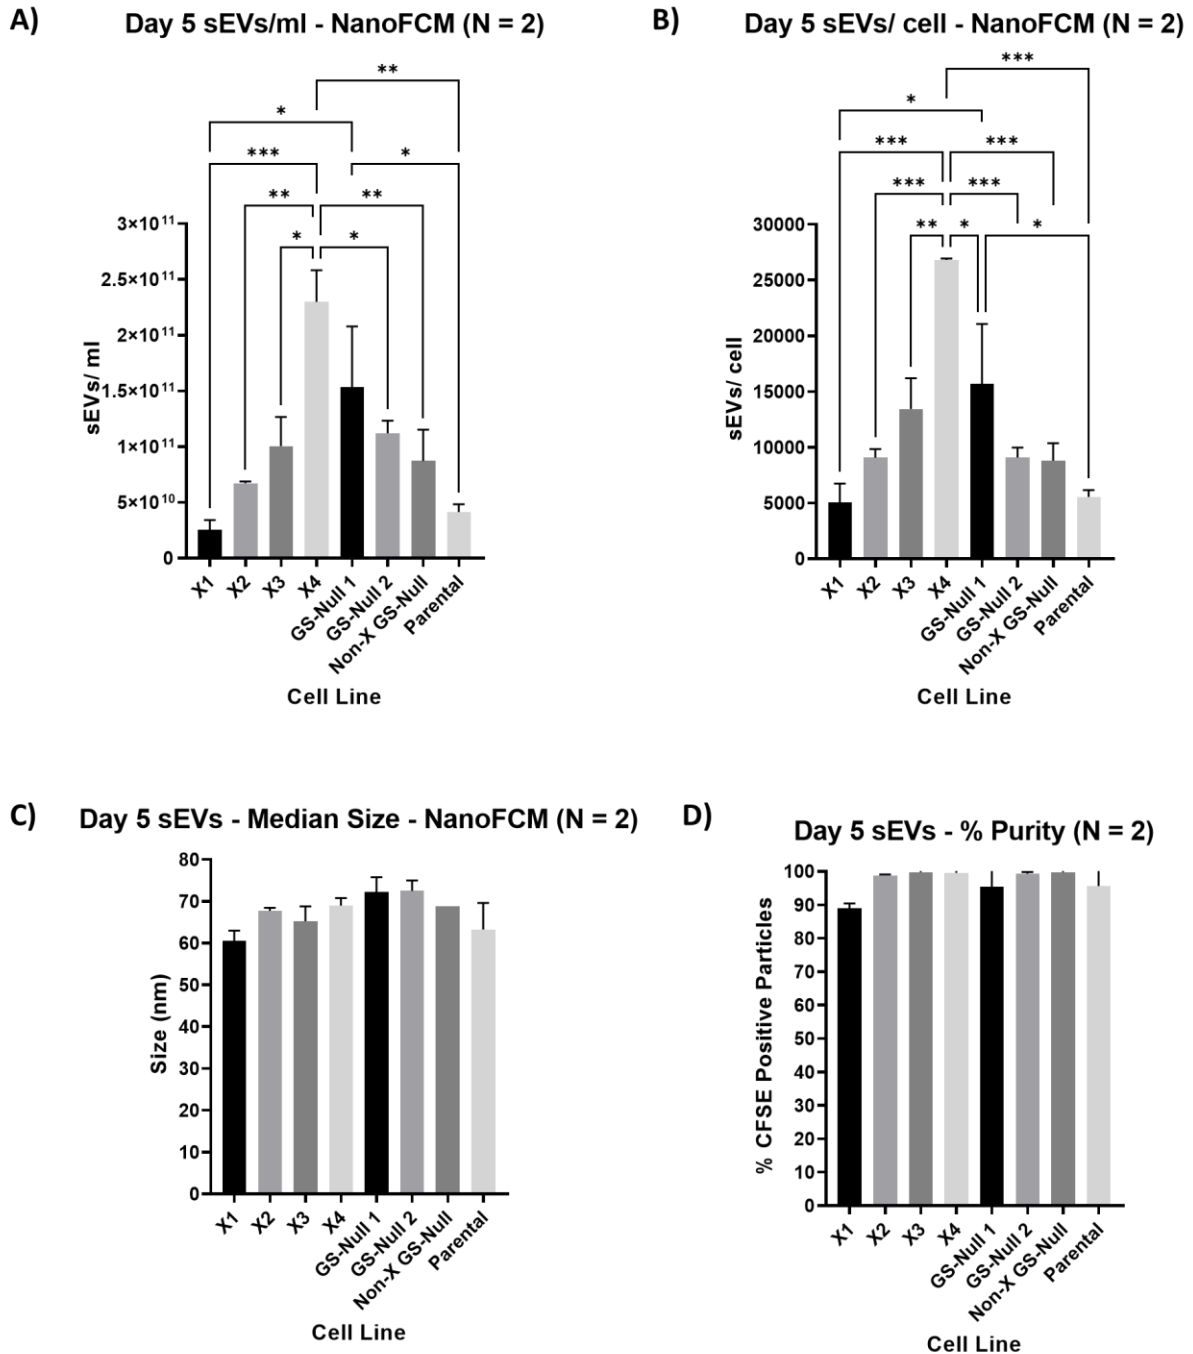 A)
Day 5 sEVs/ml - NanoFCM (N = 2)
**
*
***
*
**
**
*
*
3×10¹¹
2.5×10¹¹
2×10¹¹
1.5×10¹¹
1×10¹¹
5×10¹⁰
0
sEVs/ ml
X1
X2
X3
X4
GS-Null 1
GS-Null 2
Non-X GS-Null
Parental
Cell Line
B)
Day 5 sEVs/ cell - NanoFCM (N = 2)
***
*
***
***
***
***
**
*
*
30000
25000
20000
15000
10000
5000
0
sEVs/ cell
X1
X2
X3
X4
GS-Null 1
GS-Null 2
Non-X GS-Null
Parental
Cell Line
C)
Day 5 sEVs - Median Size - NanoFCM (N = 2)
80
70
60
50
40
30
20
10
0
Size (nm)
X1
X2
X3
X4
GS-Null 1
GS-Null 2
Non-X GS-Null
Parental
Cell Line
D)
Day 5 sEVs - % Purity (N = 2)
100
90
80
70
60
50
40
30
20
10
0
% CFSE Positive Particles
X1
X2
X3
X4
GS-Null 1
GS-Null 2
Non-X GS-Null
Parental
Cell Line